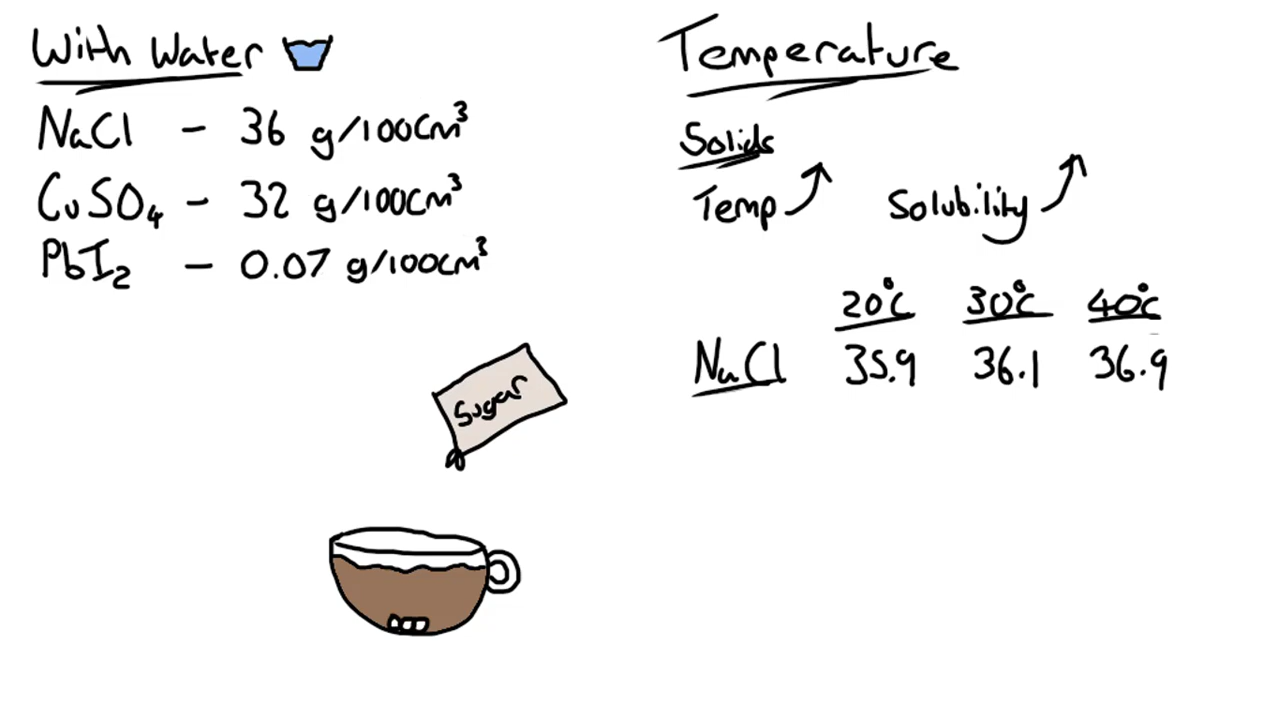 With Water
NaCl - 36 g/100cm³
CuSO₄ - 32 g/100cm³
PbI₂ - 0.07 g/100cm³
Sugar
Temperature
Solids
Temp Solubility
20°C 30°C 40°C
NaCl 35.9 36.1 36.9